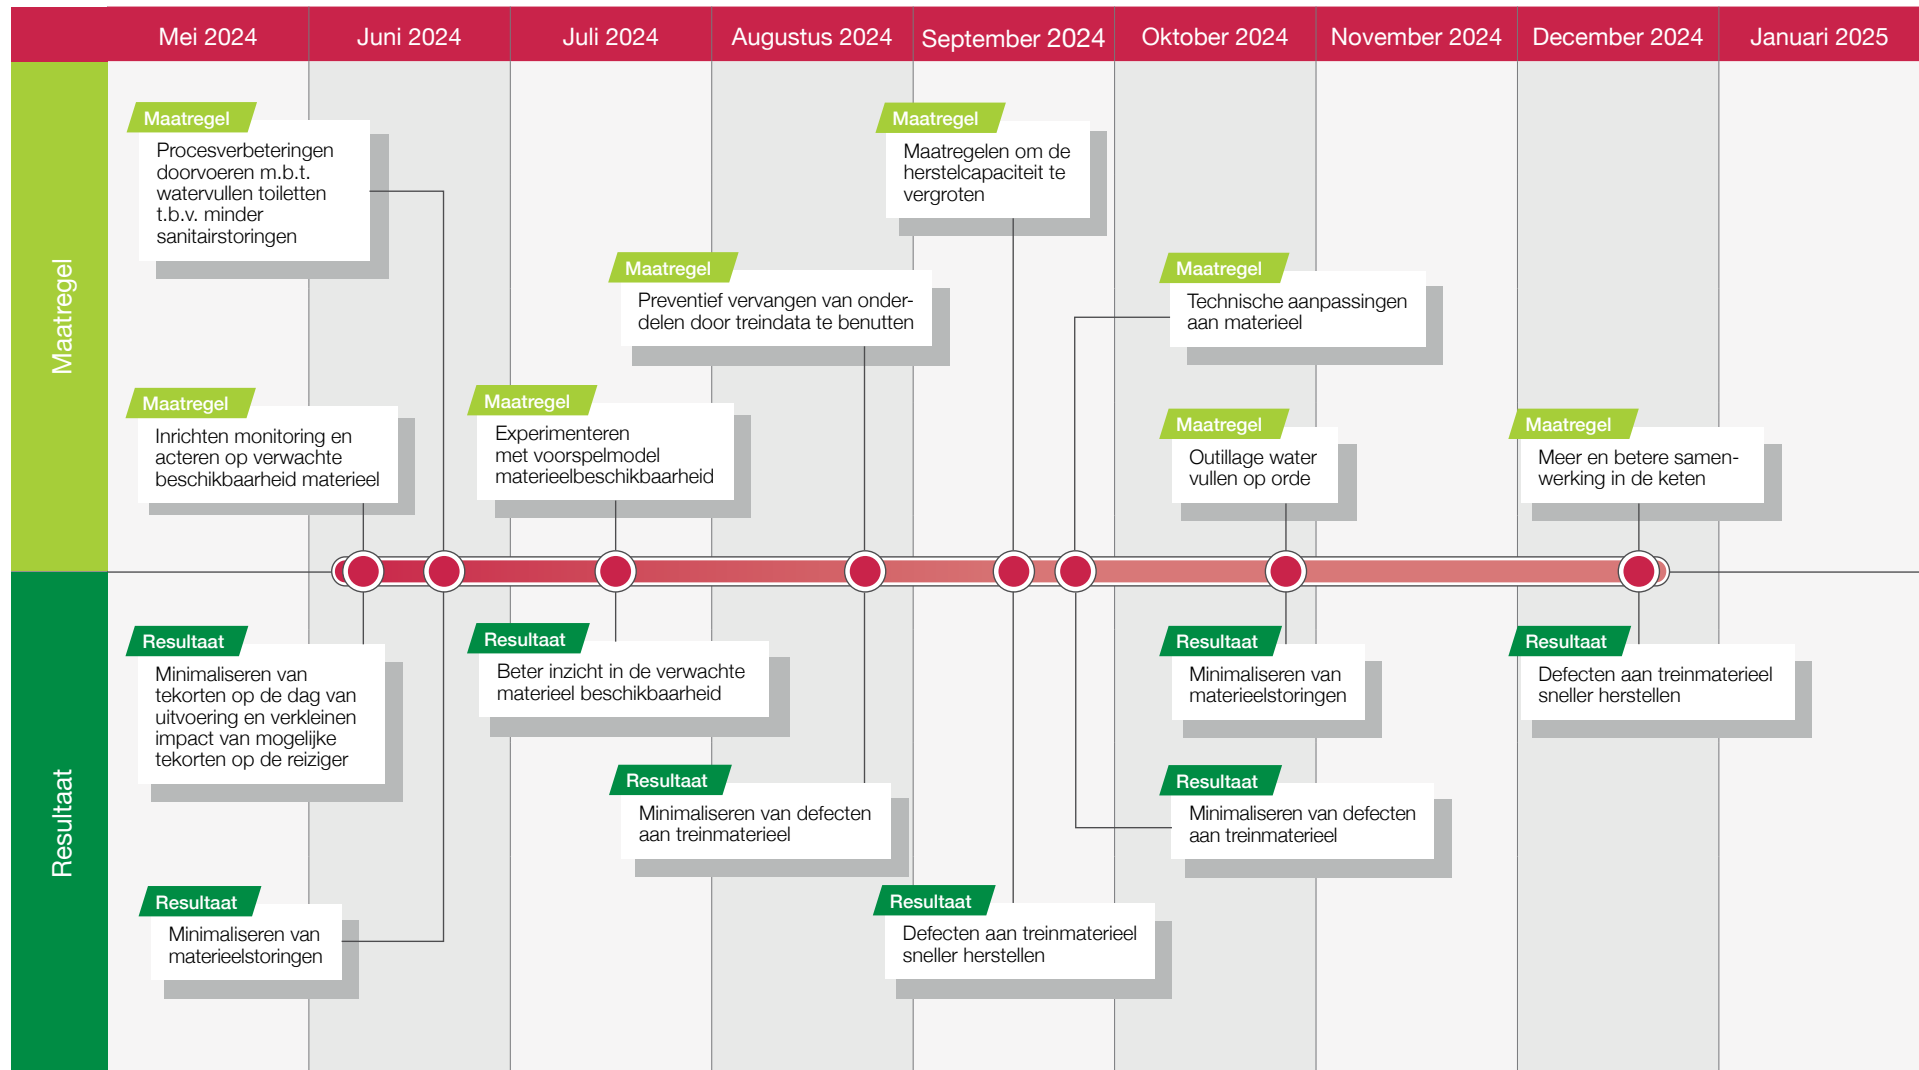 Mei 2024
Juni 2024
Juli 2024
Augustus 2024
September 2024
Oktober 2024
November 2024
December 2024
Januari 2025
Maatregel
Maatregel
Procesverbeteringen
doorvoeren m.b.t.
watervullen toiletten
t.b.v. minder
sanitairstoringen
Maatregel
Inrichten monitoring en
acteren op verwachte
beschikbaarheid materieel
Maatregel
Experimenteren
met voorspelmodel
materieelbeschikbaarheid
Maatregel
Preventief vervangen van onder-
delen door treindata te benutten
Maatregel
Maatregelen om de
herstelcapaciteit te
vergroten
Maatregel
Technische aanpassingen
aan materieel
Maatregel
Outillage water
vullen op orde
Maatregel
Meer en betere samen-
werking in de keten
Resultaat
Resultaat
Minimaliseren van
tekorten op de dag van
uitvoering en verkleinen
impact van mogelijke
tekorten op de reiziger
Resultaat
Minimaliseren van
materieelstoringen
Resultaat
Beter inzicht in de verwachte
materieel beschikbaarheid
Resultaat
Minimaliseren van defecten
aan treinmaterieel
Resultaat
Defecten aan treinmaterieel
sneller herstellen
Resultaat
Minimaliseren van
materieelstoringen
Resultaat
Minimaliseren van defecten
aan treinmaterieel
Resultaat
Defecten aan treinmaterieel
sneller herstellen